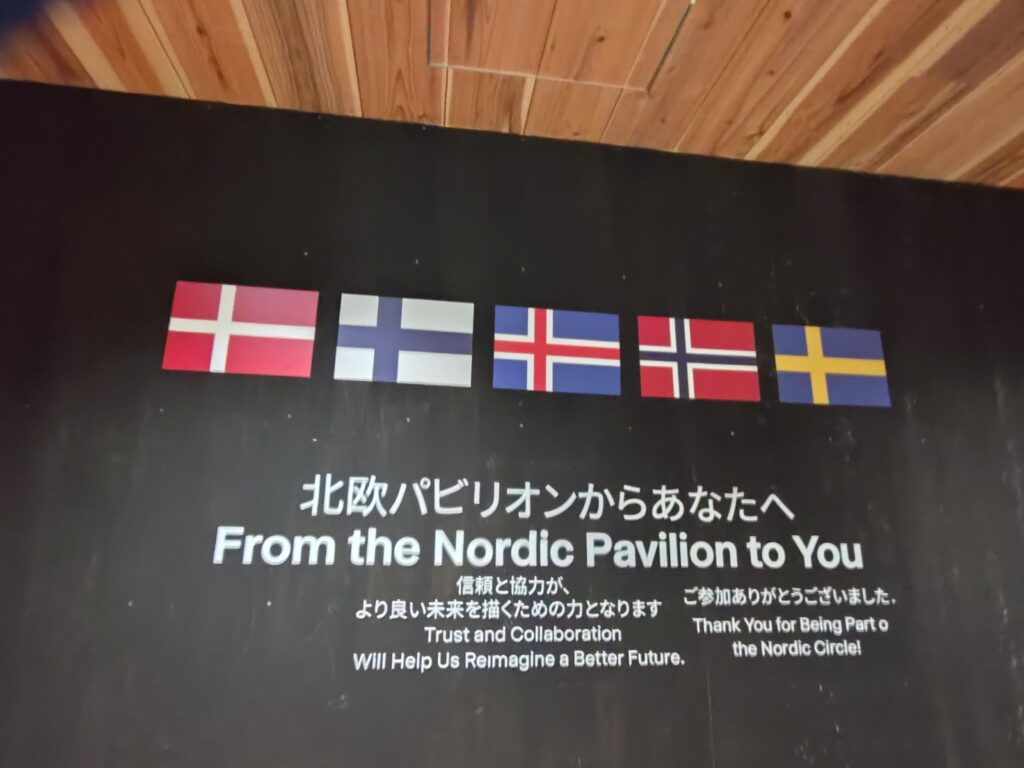 北欧パビリオンからあなたへ
From the Nordic Pavilion to You
信頼と協力が、
より良い未来を描くための力となります
Trust and Collaboration
Will Help Us Reimagine a Better Future.
ご参加ありがとうございました.
Thank You for Being Part o
the Nordic Circle!